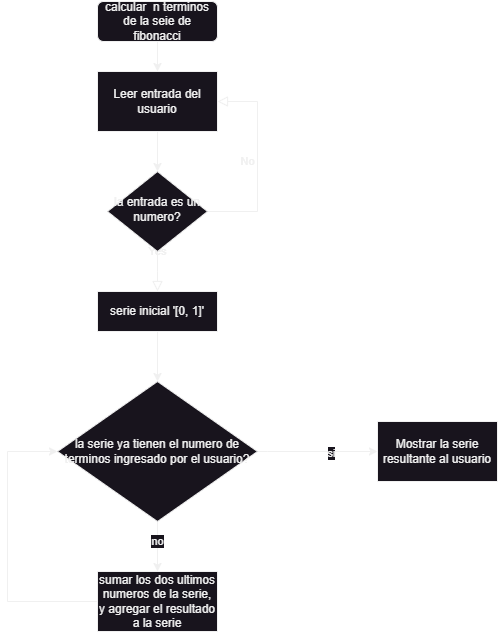 calcular n terminos
de la seie de
fibonacci
Leer entrada del
usuario
No
la entrada es un
numero?
serie inicial '[0, 1]'
la serie ya tienen el numero de
terminos ingresado por el usuario?
si
Mostrar la serie
resultante al usuario
no
sumar los dos ultimos
numeros de la serie,
y agregar el resultado
a la serie